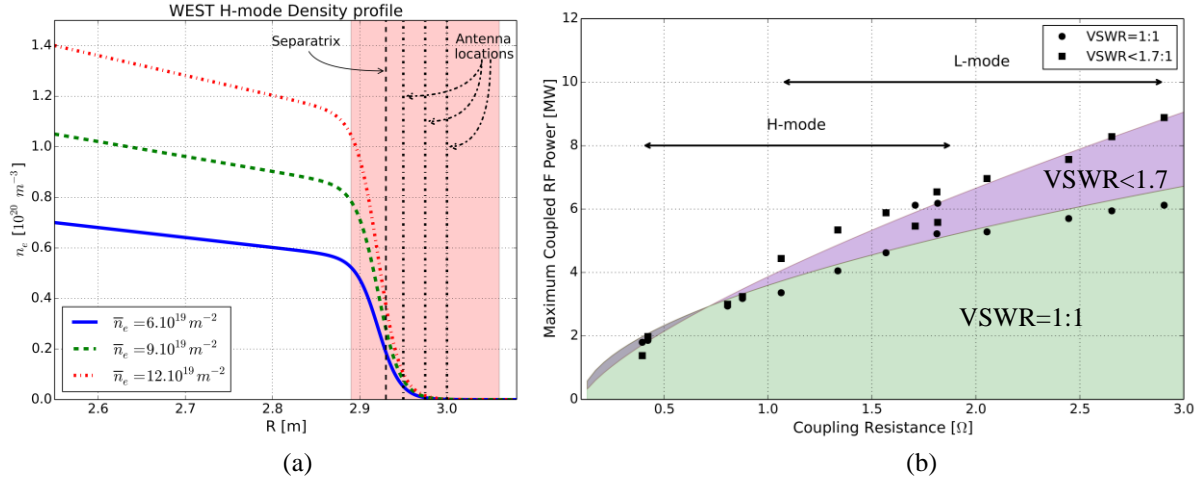 WEST H-mode Density profile
1.4
1.2
1.0
0.8
0.6
0.4
0.2
0.0
n_e [10^{20} m^{-3}]
Separatrix
Antenna
locations
n̅_e = 6.10^{19} m^{-2}
n̅_e = 9.10^{19} m^{-2}
n̅_e = 12.10^{19} m^{-2}
2.6 2.7 2.8 2.9 3.0
R [m]
(a)
12
10
8
6
4
2
0
Maximum Coupled RF Power [MW]
VSWR=1:1
VSWR<1.7:1
L-mode
H-mode
VSWR<1.7
VSWR=1:1
0.5 1.0 1.5 2.0 2.5 3.0
Coupling Resistance [Ω]
(b)